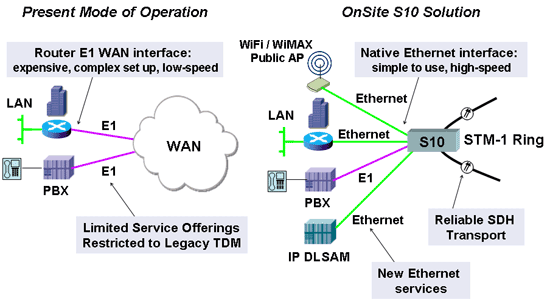 Present Mode of Operation
Router E1 WAN interface:
expensive, complex set up, low-speed
LAN
E1
WAN
E1
PBX
Limited Service Offerings
Restricted to Legacy TDM
OnSite S10 Solution
WiFi / WiMAX
Public AP
Native Ethernet interface:
simple to use, high-speed
Ethernet
LAN
Ethernet
S10
STM-1 Ring
E1
PBX
Ethernet
Reliable SDH
Transport
IP DLSAM
New Ethernet
services